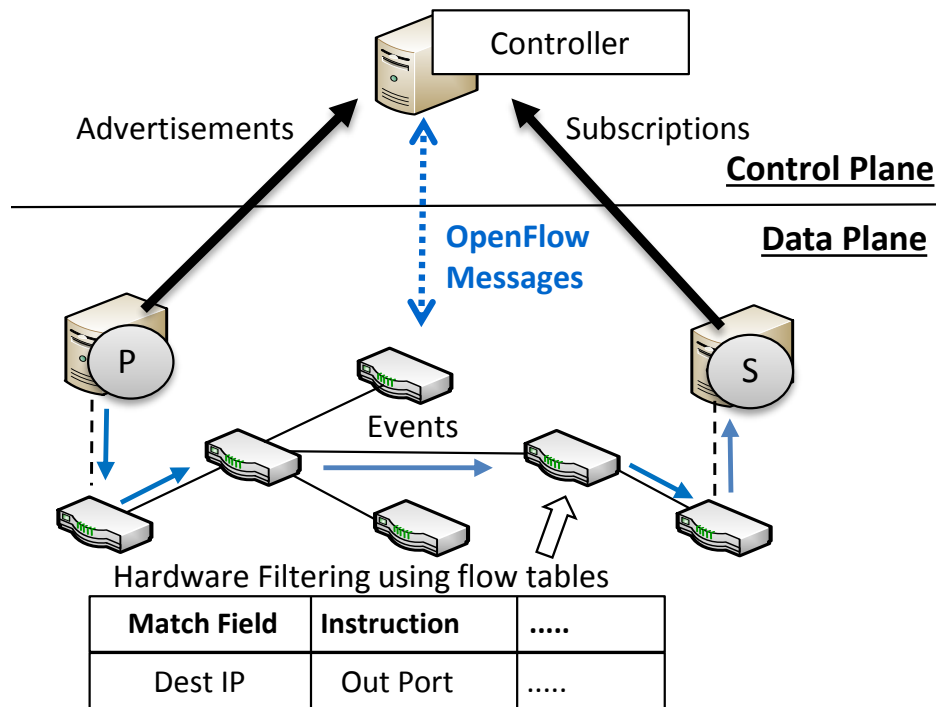 Controller
Advertisements
Subscriptions
Control Plane
OpenFlow
Messages
Data Plane
P
S
Events
Hardware Filtering using flow tables
Match Field Instruction .....
Dest IP Out Port .....